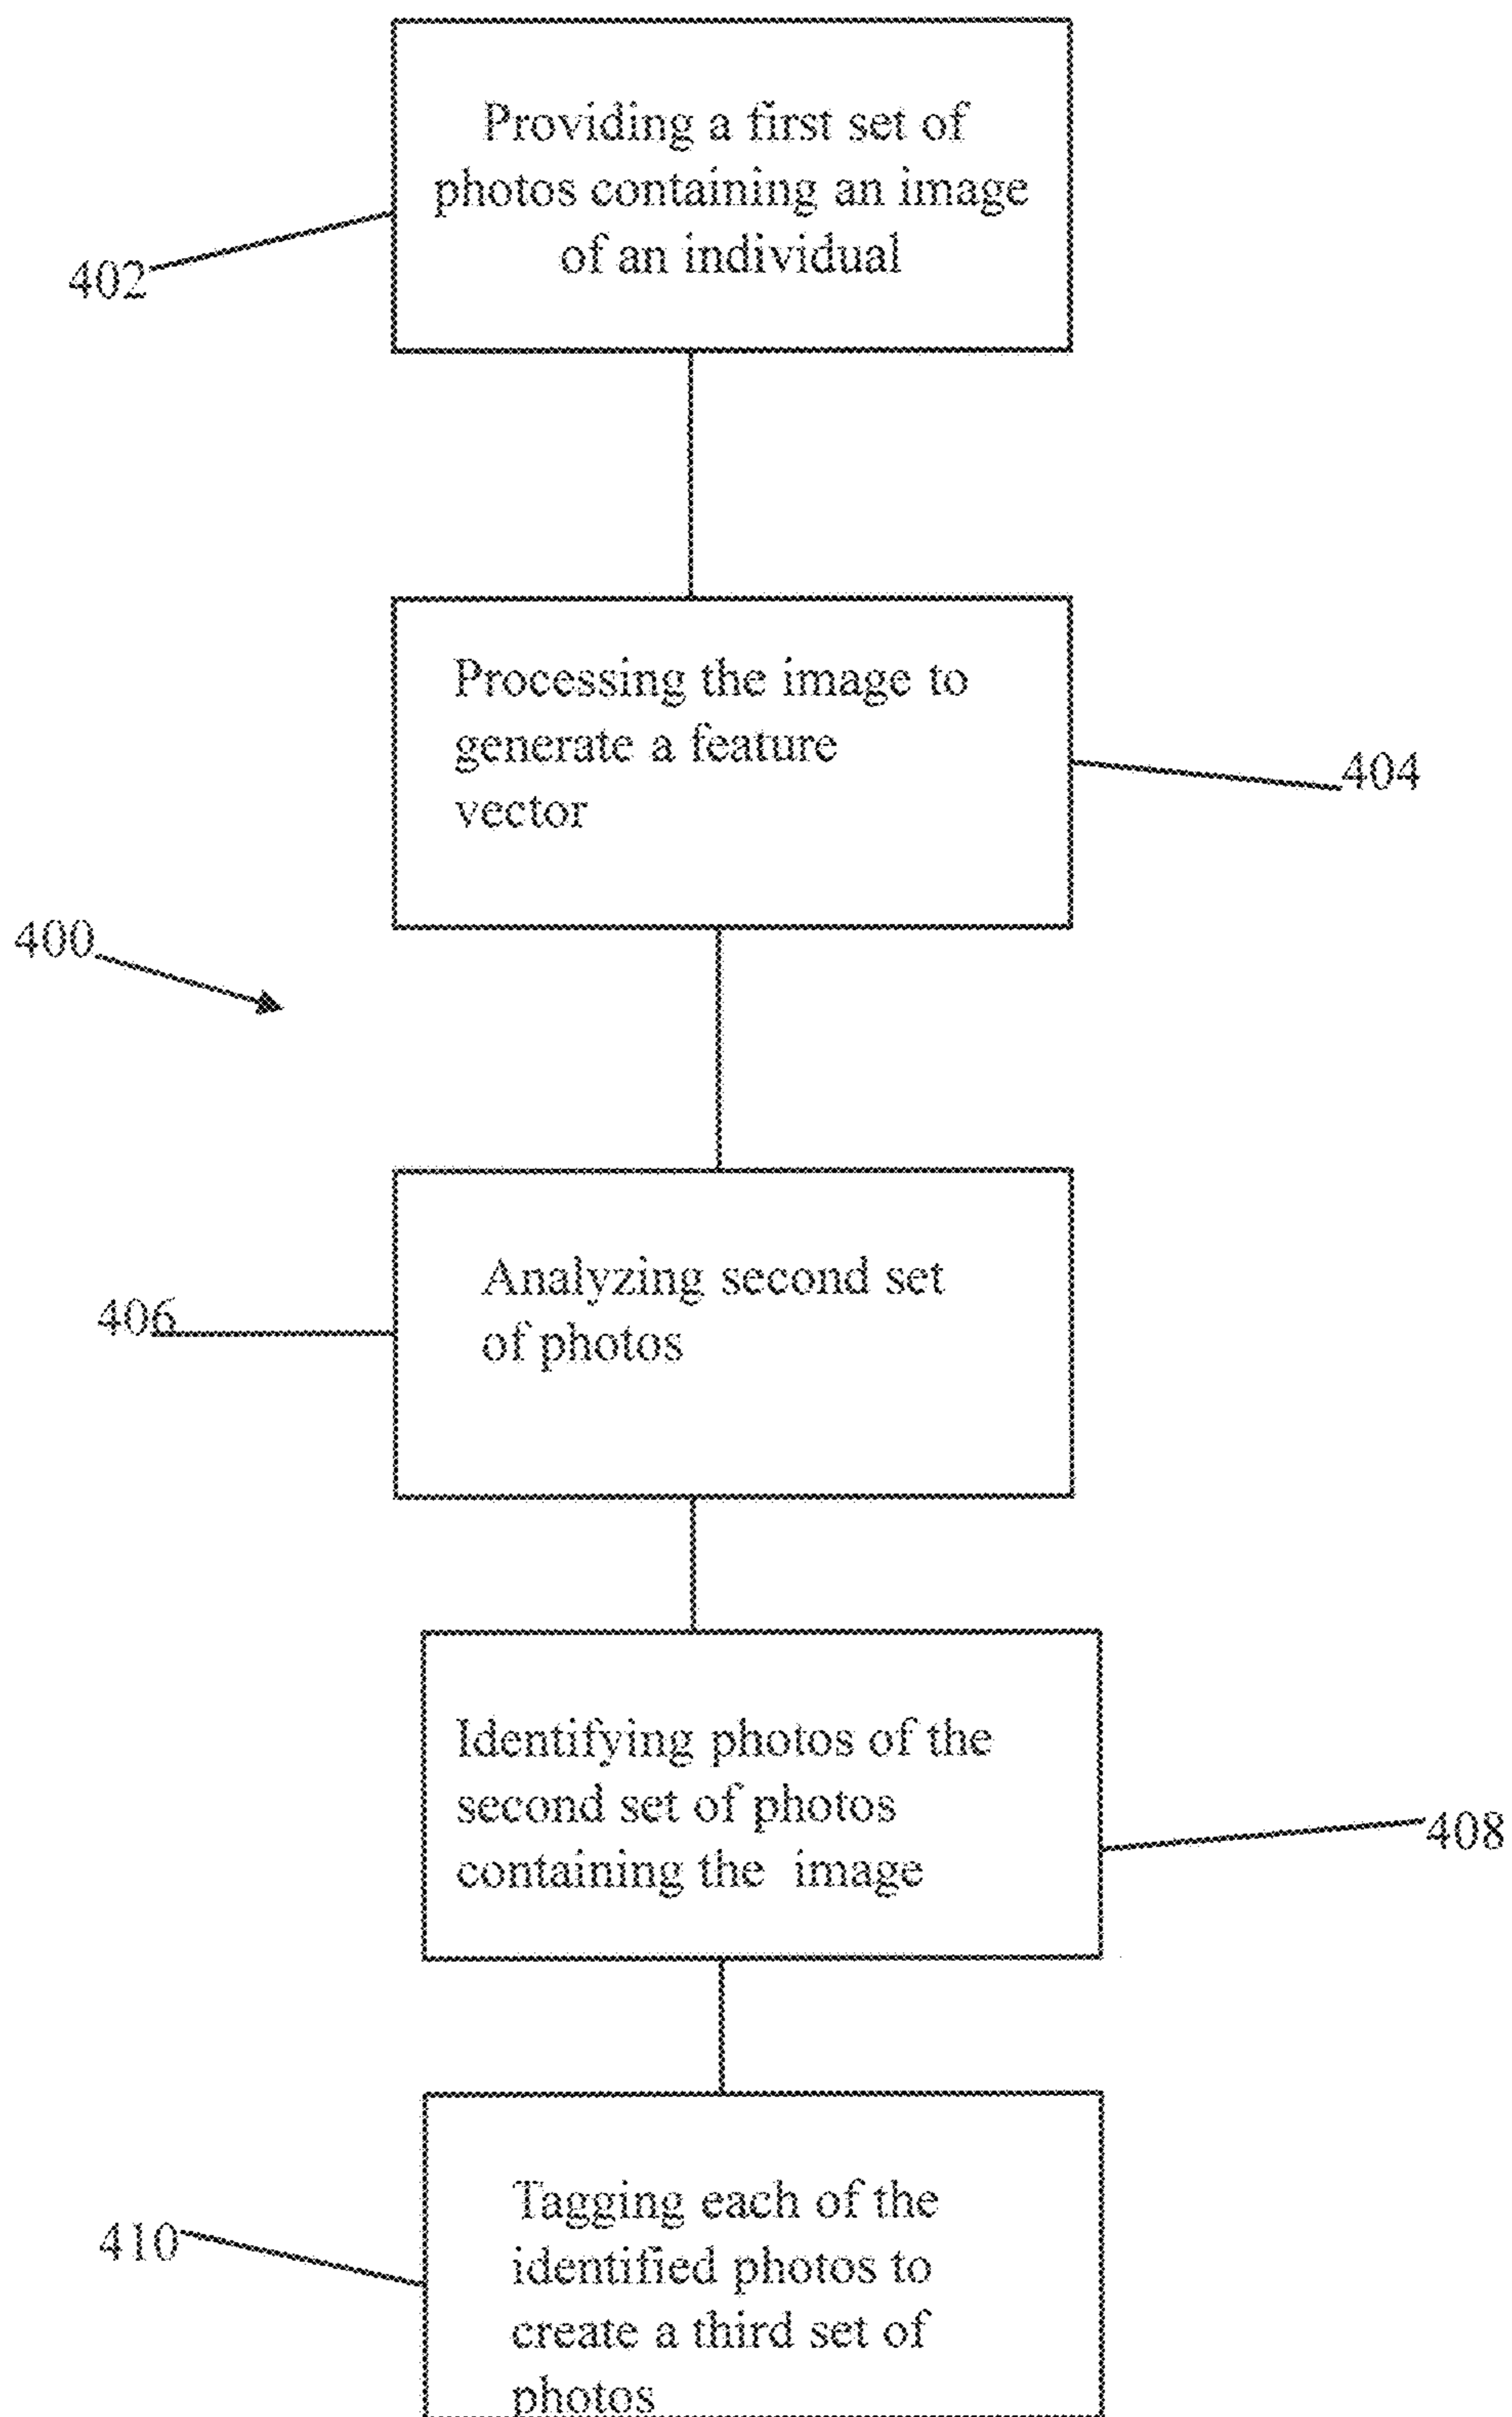 Providing a first set of
photos containing an image
of an individual
402
Processing the image to
generate a feature
vector
404
400
Analyzing second set
of photos
406
Identifying photos of the
second set of photos
containing the image
408
Tagging each of the
identified photos to
create a third set of
photos
410